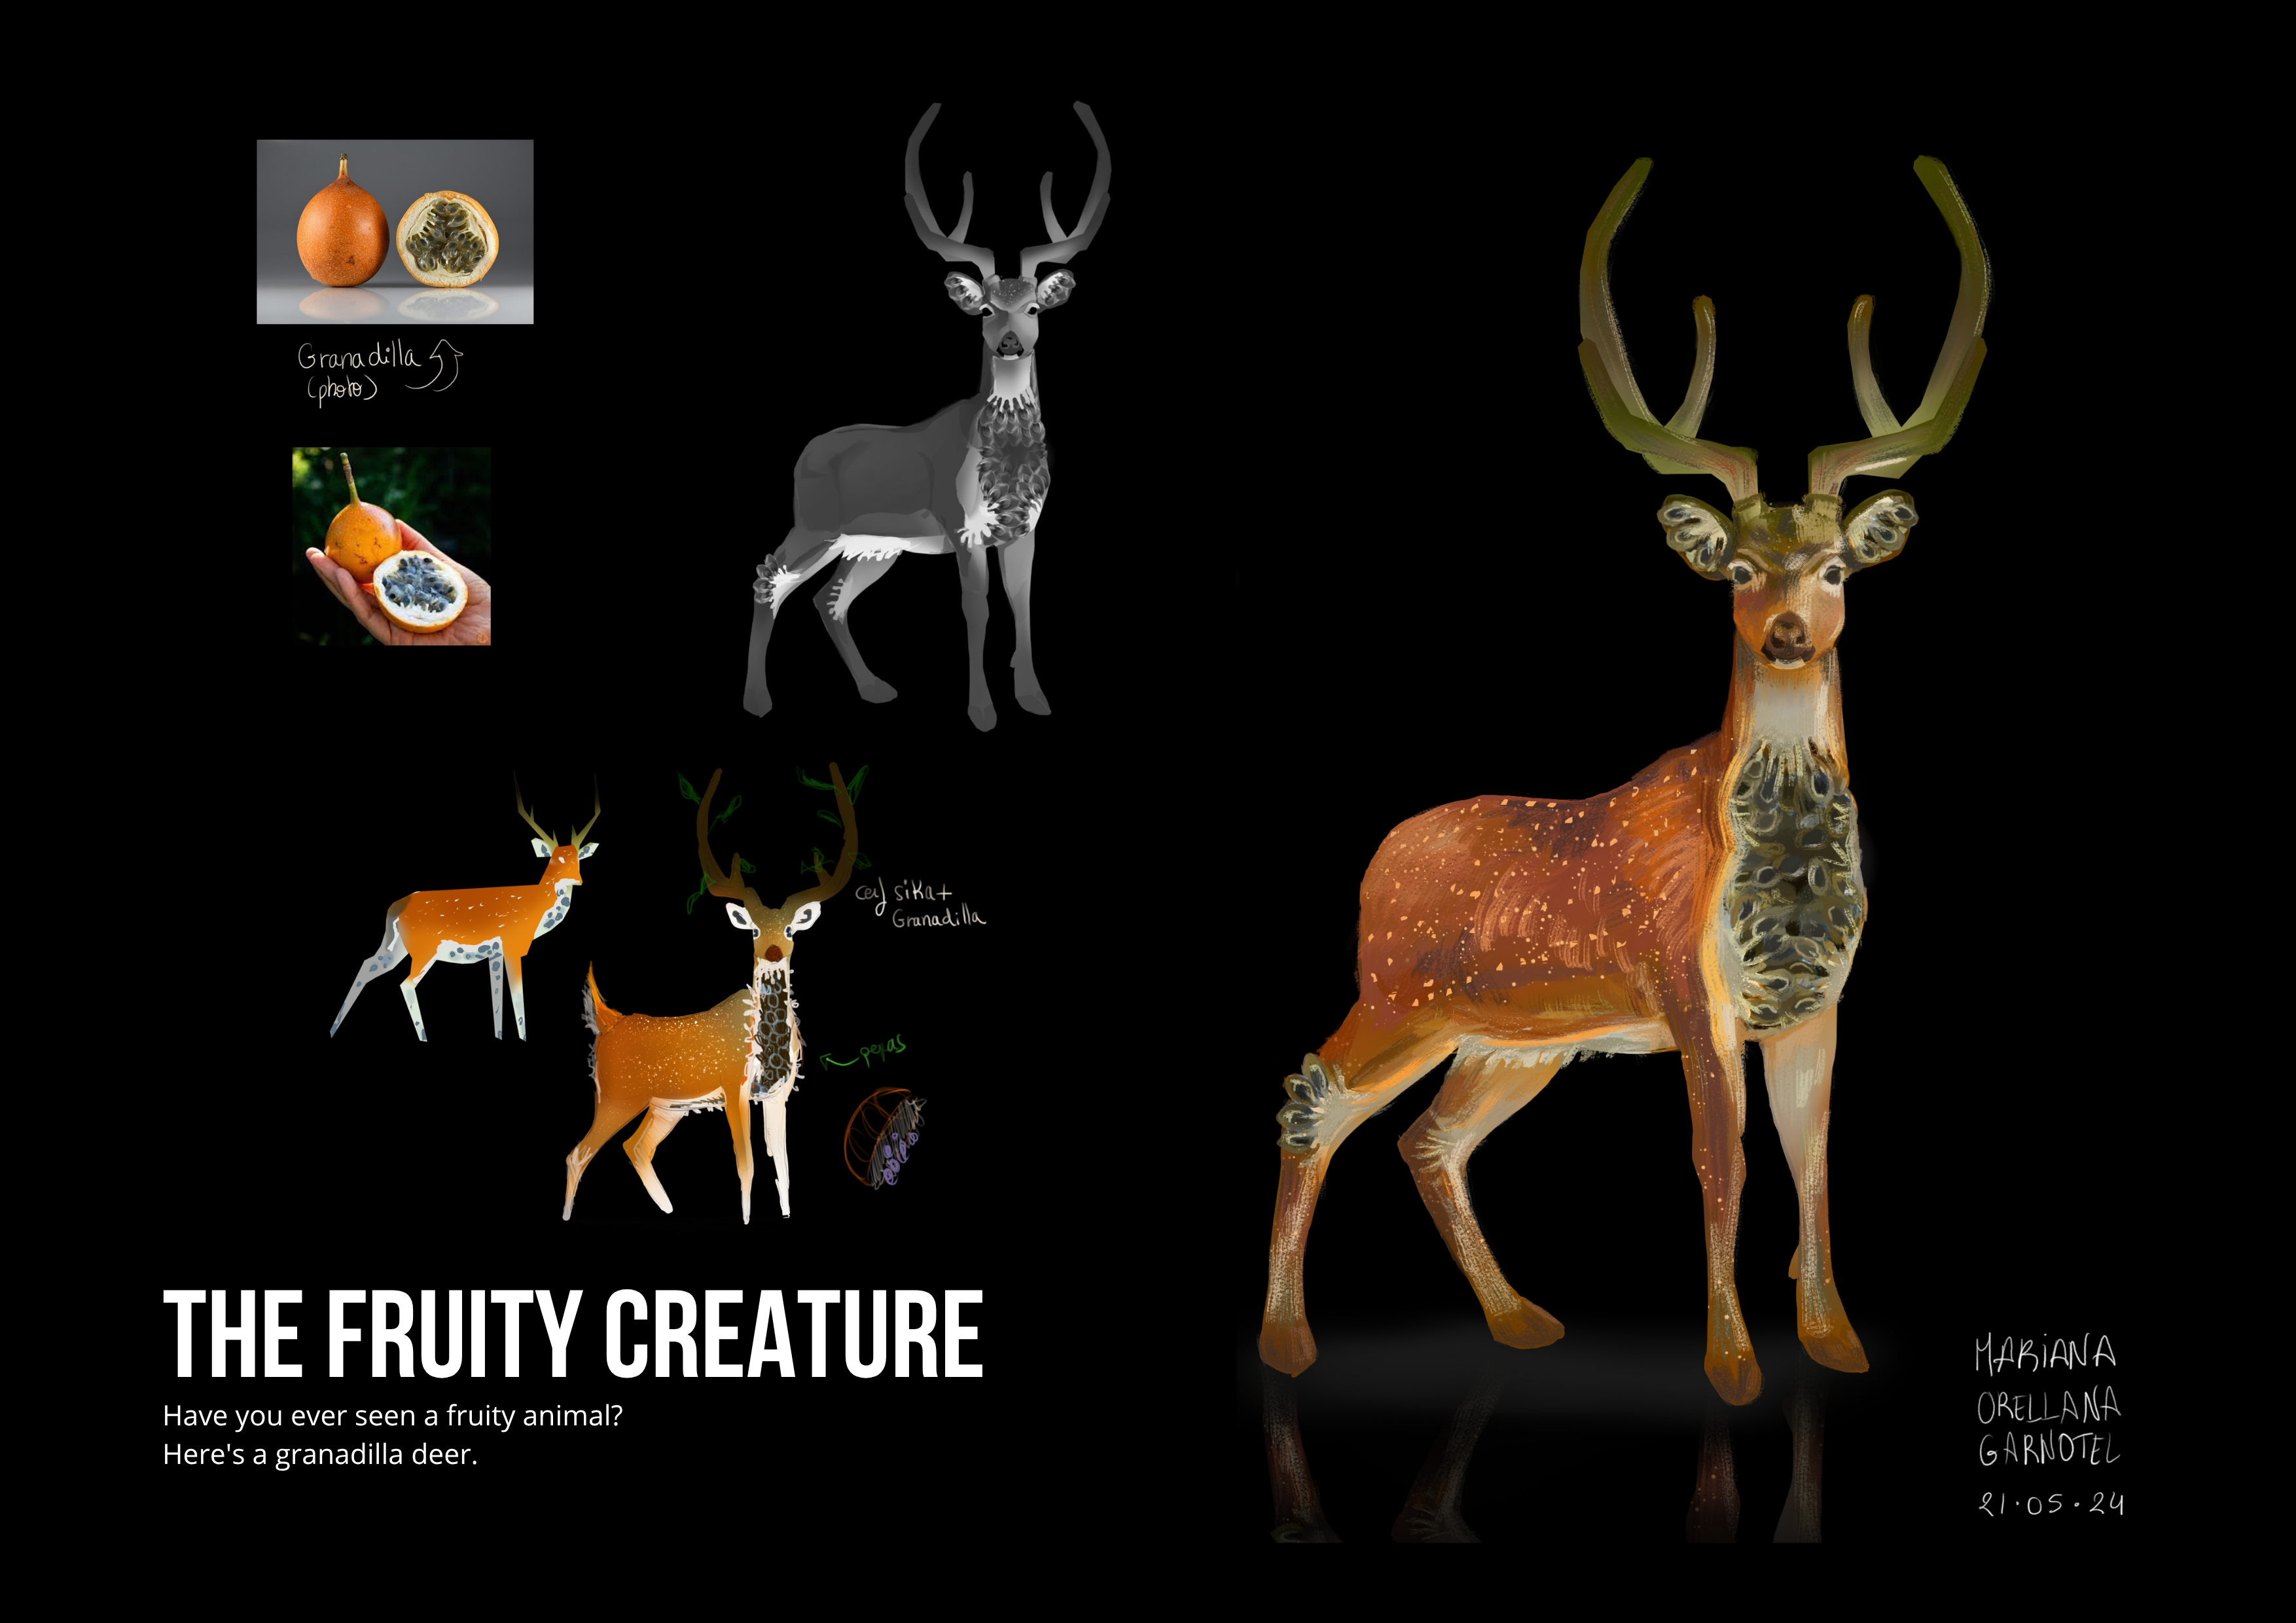 Granadilla
(photo)
cerf sika+
Granadilla
pepas
THE FRUITY CREATURE
Have you ever seen a fruity animal?
Here's a granadilla deer.
MARiANA
ORELLANA
GARNOTEL
21·05·24